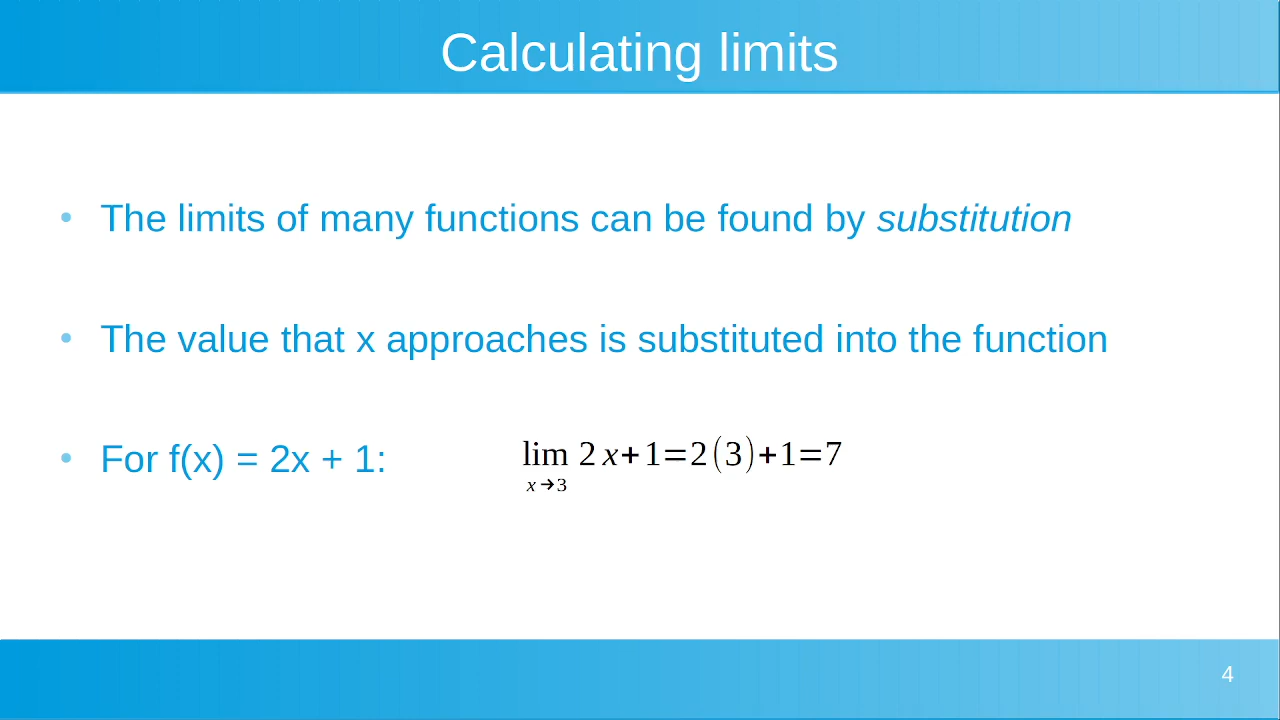 Calculating limits
• The limits of many functions can be found by substitution
• The value that x approaches is substituted into the function
• For f(x) = 2x + 1: lim 2x+1=2(3)+1=7
x→3
4